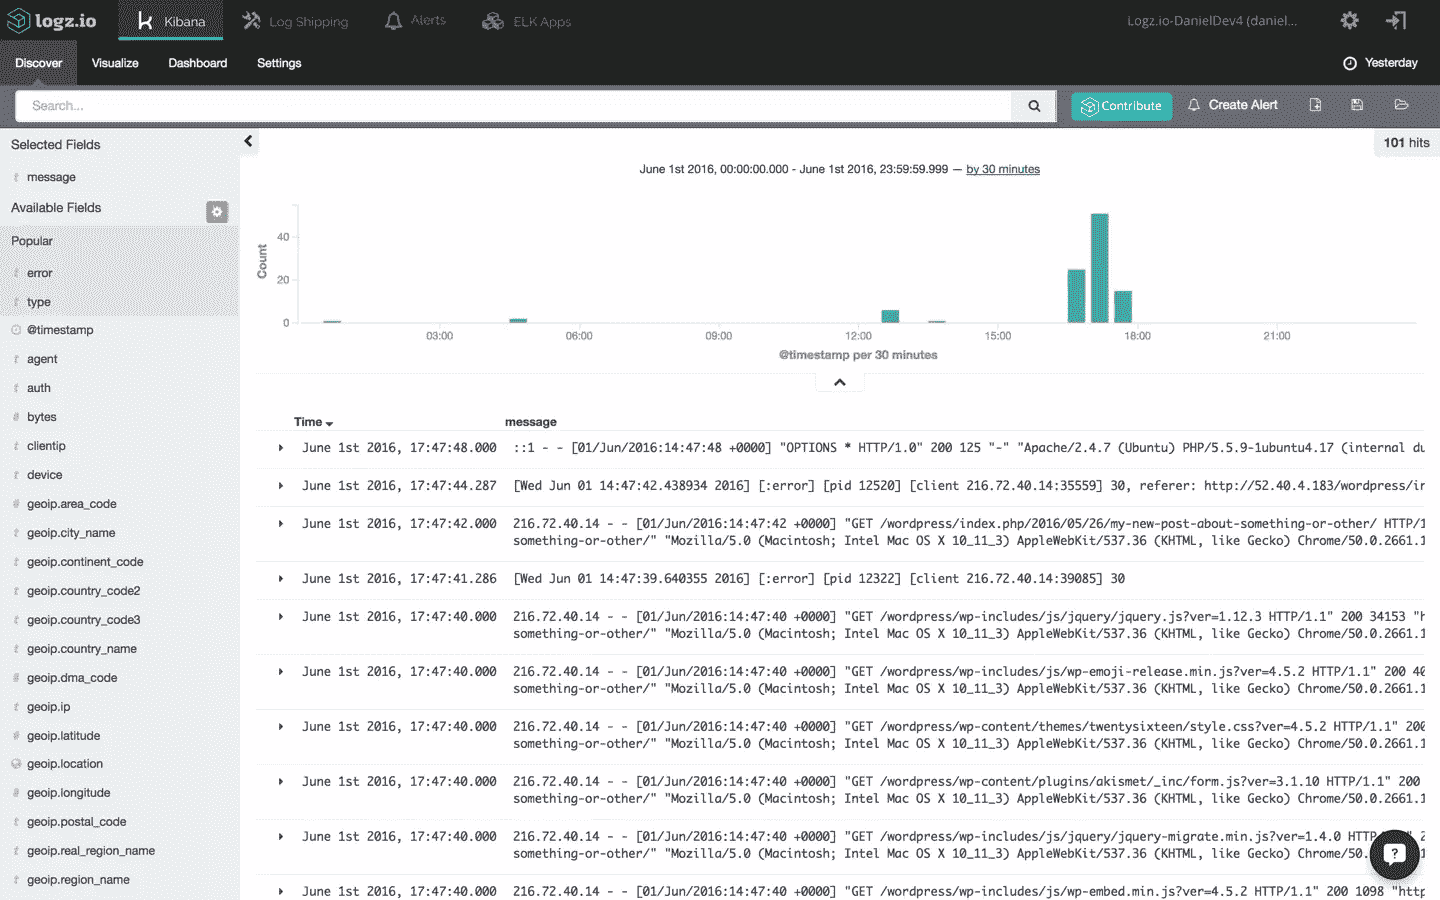 logz.io
Kibana
Log Shipping
Alerts
ELK Apps
Logz.io-DanielDev4 (daniel...
Discover
Visualize
Dashboard
Settings
Yesterday
Search...
Contribute
Create Alert
Selected Fields
t message
Available Fields
Popular
t error
t type
@timestamp
t agent
t auth
# bytes
t clientip
t device
# geoip.area_code
t geoip.city_name
t geoip.continent_code
t geoip.country_code2
t geoip.country_code3
t geoip.country_name
# geoip.dma_code
t geoip.ip
# geoip.latitude
geoip.location
# geoip.longitude
t geoip.postal_code
t geoip.real_region_name
t geoip.region_name
101 hits
June 1st 2016, 00:00:00.000 - June 1st 2016, 23:59:59.999 — by 30 minutes
Count
40
20
0
03:00
06:00
09:00
12:00
15:00
18:00
21:00
@timestamp per 30 minutes
Time
message
June 1st 2016, 17:47:48.000 ::1 - - [01/Jun/2016:14:47:48 +0000] "OPTIONS * HTTP/1.0" 200 125 "-" "Apache/2.4.7 (Ubuntu) PHP/5.5.9-1ubuntu4.17 (internal du
June 1st 2016, 17:47:44.287 [Wed Jun 01 14:47:42.438934 2016] [:error] [pid 12520] [client 216.72.40.14:35559] 30, referer: http://52.40.4.183/wordpress/in
June 1st 2016, 17:47:42.000 216.72.40.14 - - [01/Jun/2016:14:47:42 +0000] "GET /wordpress/index.php/2016/05/26/my-new-post-about-something-or-other/ HTTP/1
something-or-other/" "Mozilla/5.0 (Macintosh; Intel Mac OS X 10_11_3) AppleWebKit/537.36 (KHTML, like Gecko) Chrome/50.0.2661.1
June 1st 2016, 17:47:41.286 [Wed Jun 01 14:47:39.640355 2016] [:error] [pid 12322] [client 216.72.40.14:39085] 30
June 1st 2016, 17:47:40.000 216.72.40.14 - - [01/Jun/2016:14:47:40 +0000] "GET /wordpress/wp-includes/js/jquery/jquery.js?ver=1.12.3 HTTP/1.1" 200 34153 "h
something-or-other/" "Mozilla/5.0 (Macintosh; Intel Mac OS X 10_11_3) AppleWebKit/537.36 (KHTML, like Gecko) Chrome/50.0.2661.1
June 1st 2016, 17:47:40.000 216.72.40.14 - - [01/Jun/2016:14:47:40 +0000] "GET /wordpress/wp-includes/js/wp-emoji-release.min.js?ver=4.5.2 HTTP/1.1" 200 40
something-or-other/" "Mozilla/5.0 (Macintosh; Intel Mac OS X 10_11_3) AppleWebKit/537.36 (KHTML, like Gecko) Chrome/50.0.2661.1
June 1st 2016, 17:47:40.000 216.72.40.14 - - [01/Jun/2016:14:47:40 +0000] "GET /wordpress/wp-content/themes/twentysixteen/style.css?ver=4.5.2 HTTP/1.1" 200
something-or-other/" "Mozilla/5.0 (Macintosh; Intel Mac OS X 10_11_3) AppleWebKit/537.36 (KHTML, like Gecko) Chrome/50.0.2661.1
June 1st 2016, 17:47:40.000 216.72.40.14 - - [01/Jun/2016:14:47:40 +0000] "GET /wordpress/wp-content/plugins/akismet/_inc/form.js?ver=3.1.10 HTTP/1.1" 200
something-or-other/" "Mozilla/5.0 (Macintosh; Intel Mac OS X 10_11_3) AppleWebKit/537.36 (KHTML, like Gecko) Chrome/50.0.2661.1
June 1st 2016, 17:47:40.000 216.72.40.14 - - [01/Jun/2016:14:47:40 +0000] "GET /wordpress/wp-includes/js/jquery/jquery-migrate.min.js?ver=1.4.0 HTTP " 2
something-or-other/" "Mozilla/5.0 (Macintosh; Intel Mac OS X 10_11_3) AppleWebKit/537.36 (KHTML, like Gecko) Chrome/50. .1
June 1st 2016, 17:47:40.000 216.72.40.14 - - [01/Jun/2016:14:47:40 +0000] "GET /wordpress/wp-includes/js/wp-embed.min.js?ver=4.5.2 HTTP/1.1" 200 1098 "http